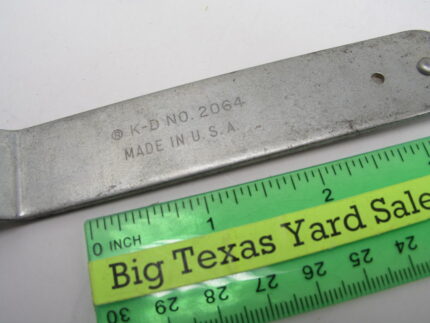 ® K-D NO. 2064
MADE IN U.S.A
0 INCH 1 2
Big Texas Yard Sale
30 29 28 27 26 25 24